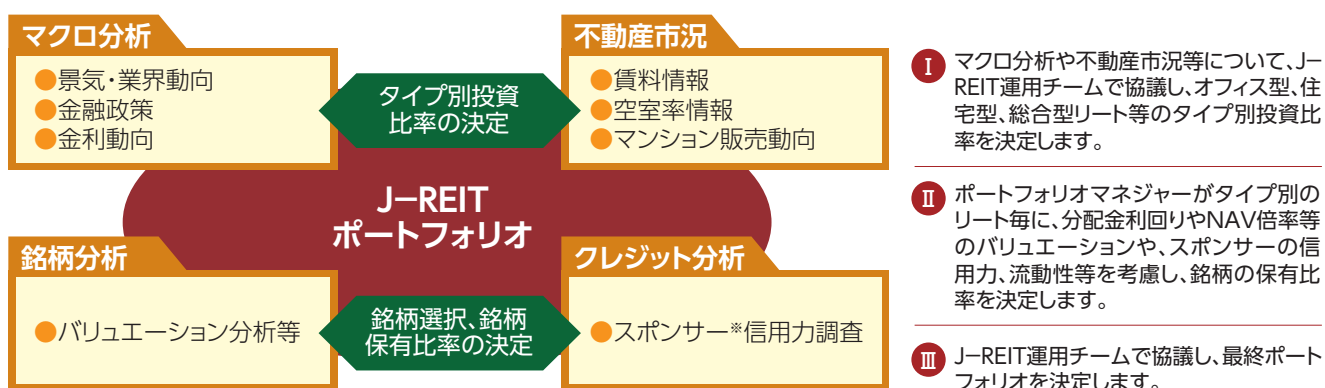 マクロ分析
●景気・業界動向
●金融政策
●金利動向
タイプ別投資
比率の決定
不動産市況
●賃料情報
●空室率情報
●マンション販売動向
J−REIT
ポートフォリオ
銘柄分析
●バリュエーション分析等
銘柄選択、銘柄
保有比率の決定
クレジット分析
●スポンサー※信用力調査
Ⅰ マクロ分析や不動産市況等について、J−
REIT運用チームで協議し、オフィス型、住
宅型、総合型リート等のタイプ別投資比
率を決定します。
Ⅱ ポートフォリオマネジャーがタイプ別の
リート毎に、分配金利回りやNAV倍率等
のバリュエーションや、スポンサーの信
用力、流動性等を考慮し、銘柄の保有比
率を決定します。
Ⅲ J−REIT運用チームで協議し、最終ポート
フォリオを決定します。